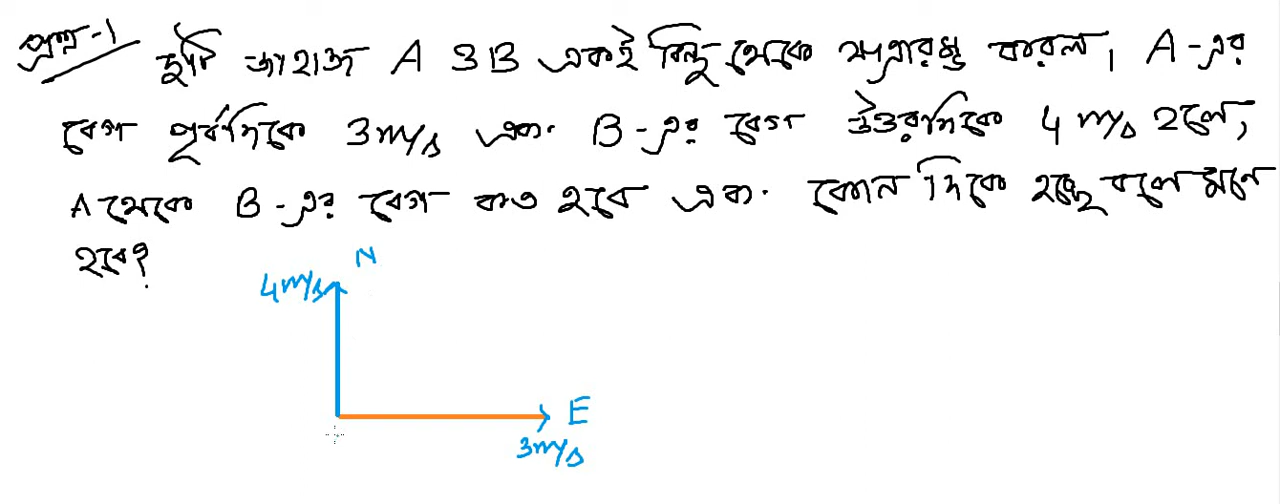 প্রশ্ন-1 দুটি জাহাজ A ও B একই বিন্দু থেকে যাত্রারম্ভ করল। A-এর
বেগ পূর্বদিকে 3m/s এবং B-এর বেগ উত্তরদিকে 4 m/s হলে,
A থেকে B-এর বেগ কত হবে এবং কোন দিকে হচ্ছে বলে মনে
হবে?
N
4m/s
E
3m/s